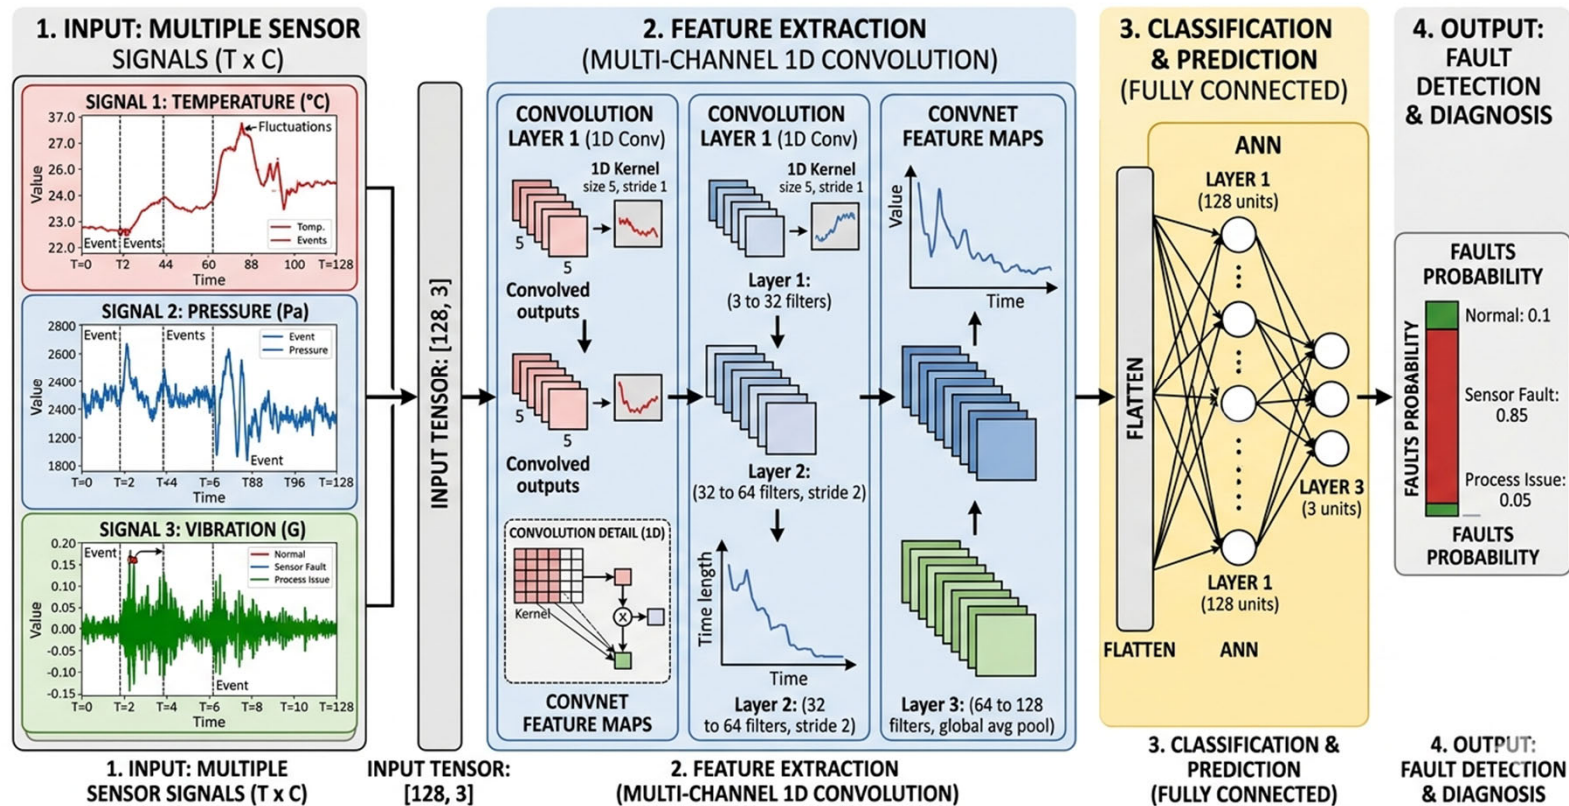 1. INPUT: MULTIPLE SENSOR
SIGNALS (T x C)
SIGNAL 1: TEMPERATURE (°C)
37.0
27.0
26.0
24.0
23.0
22.0
Value
Fluctuations
Event
Events
Temp.
Events
T=0
T2
44
60
88
100
T=128
Time
SIGNAL 2: PRESSURE (Pa)
2800
2600
2400
2400
1200
1800
Value
Event
Events
Event
Pressure
Event
T=0
T=2
T+4
T=6
T88
T96
T=128
Time
SIGNAL 3: VIBRATION (G)
0.20
0.15
0.10
0.05
0.00
-0.05
-0.10
-0.15
Value
Event
Normal
Sensor Fault
Process Issue
Event
T=0
T=2
T=4
T=6
T=8
T=10
T=128
Time
1. INPUT: MULTIPLE
SENSOR SIGNALS (T x C)
INPUT TENSOR: [128, 3]
INPUT TENSOR:
[128, 3]
2. FEATURE EXTRACTION
(MULTI-CHANNEL 1D CONVOLUTION)
CONVOLUTION
LAYER 1 (1D Conv)
1D Kernel
size 5, stride 1
5
5
Convolved
outputs
5
5
Convolved
outputs
CONVOLUTION DETAIL (1D)
Kernel
X
CONVNET
FEATURE MAPS
CONVOLUTION
LAYER 1 (1D Conv)
1D Kernel
size 5, stride 1
Layer 1:
(3 to 32 filters)
Layer 2:
(32 to 64 filters, stride 2)
Time length
Time
Layer 2: (32
to 64 filters, stride 2)
CONVNET
FEATURE MAPS
Value
Time
Layer 3: (64 to 128
filters, global avg pool)
2. FEATURE EXTRACTION
(MULTI-CHANNEL 1D CONVOLUTION)
3. CLASSIFICATION
& PREDICTION
(FULLY CONNECTED)
ANN
FLATTEN
LAYER 1
(128 units)
LAYER 3
(3 units)
LAYER 1
(128 units)
FLATTEN
ANN
3. CLASSIFICATION &
PREDICTION
(FULLY CONNECTED)
4. OUTPUT:
FAULT
DETECTION
& DIAGNOSIS
FAULTS
PROBABILITY
FAULTS PROBABILITY
Normal: 0.1
Sensor Fault:
0.85
Process Issue:
0.05
FAULTS
PROBABILITY
4. OUTPUT:
FAULT DETECTION
& DIAGNOSIS